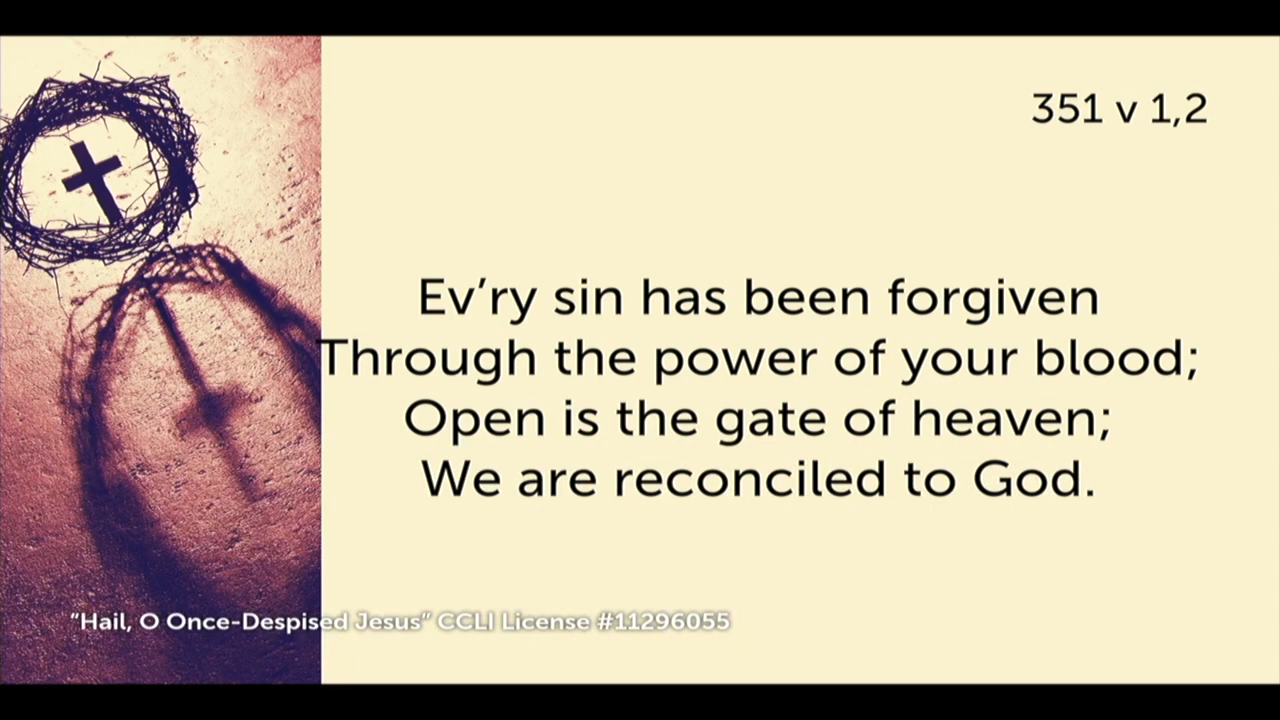 351 v 1,2
Ev’ry sin has been forgiven
Through the power of your blood;
Open is the gate of heaven;
We are reconciled to God.
“Hail, O Once-Despised Jesus” CCLI License #11296055